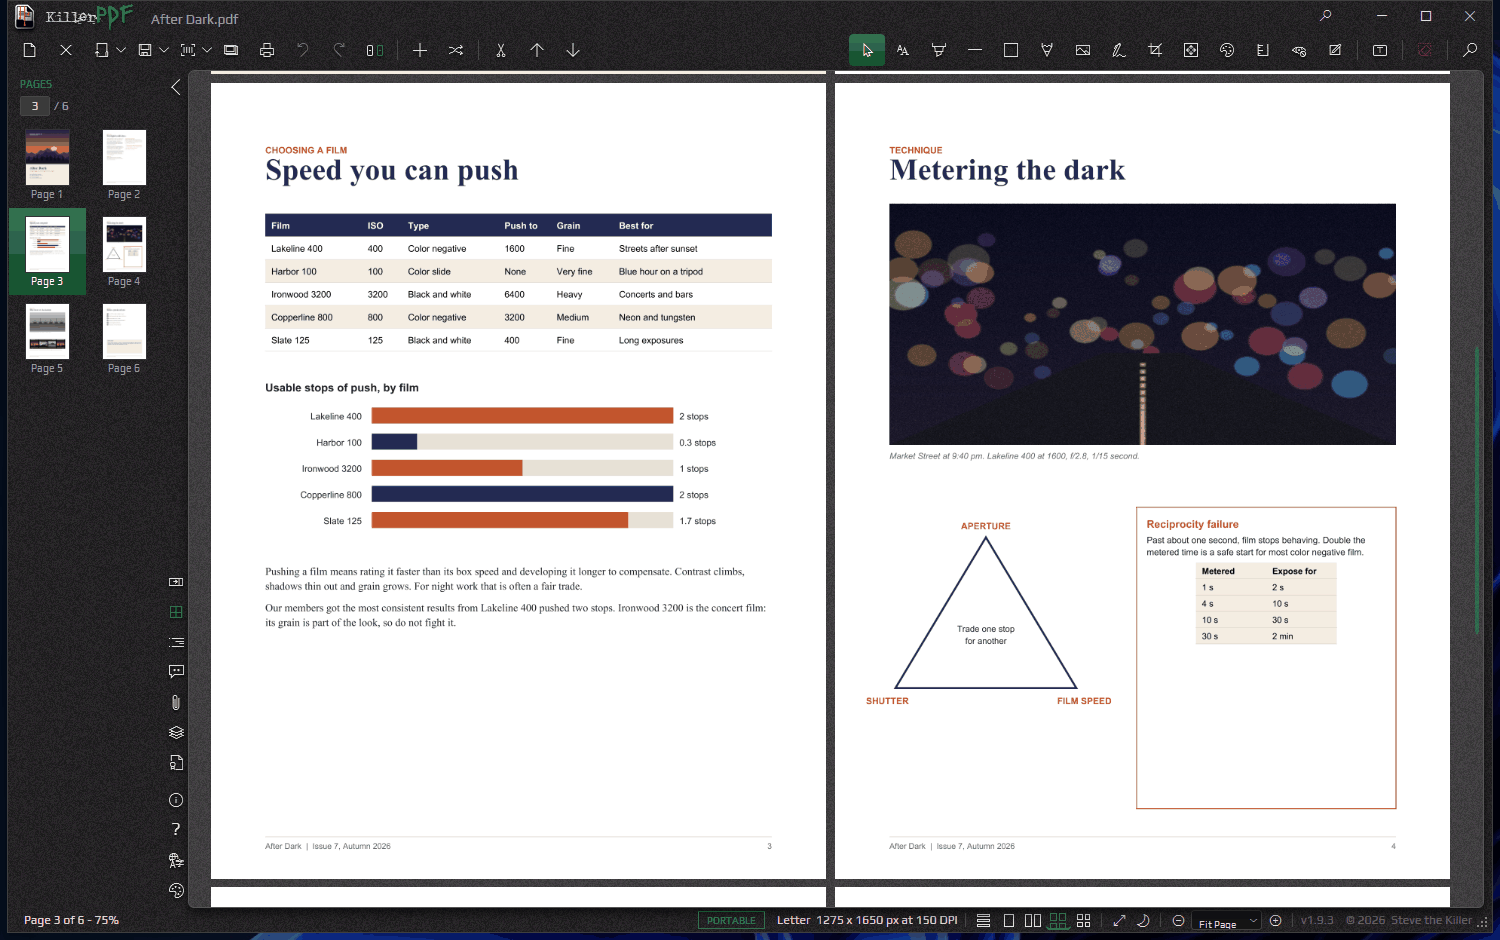 KillerPDF
After Dark.pdf
PAGES
3 / 6
Page 1
Page 2
Page 3
Page 4
Page 5
Page 6
CHOOSING A FILM
Speed you can push
Film ISO Type Push to Grain Best for
Lakeline 400 400 Color negative 1600 Fine Streets after sunset
Harbor 100 100 Color slide None Very fine Blue hour on a tripod
Ironwood 3200 3200 Black and white 6400 Heavy Concerts and bars
Copperline 800 800 Color negative 3200 Medium Neon and tungsten
Slate 125 125 Black and white 400 Fine Long exposures
Usable stops of push, by film
Lakeline 400 2 stops
Harbor 100 0.3 stops
Ironwood 3200 1 stops
Copperline 800 2 stops
Slate 125 1.7 stops
Pushing a film means rating it faster than its box speed and developing it longer to compensate. Contrast climbs,
shadows thin out and grain grows. For night work that is often a fair trade.
Our members got the most consistent results from Lakeline 400 pushed two stops. Ironwood 3200 is the concert film:
its grain is part of the look, so do not fight it.
After Dark | Issue 7, Autumn 2026 3
TECHNIQUE
Metering the dark
Market Street at 9:40 pm. Lakeline 400 at 1600, f/2.8, 1/15 second.
APERTURE
Trade one stop
for another
SHUTTER
FILM SPEED
Reciprocity failure
Past about one second, film stops behaving. Double the
metered time is a safe start for most color negative film.
Metered Expose for
1 s 2 s
4 s 10 s
10 s 30 s
30 s 2 min
After Dark | Issue 7, Autumn 2026 4
Page 3 of 6 - 75%
PORTABLE
Letter 1275 x 1650 px at 150 DPI
Fit Page
v1.9.3
© 2026 Steve the Killer